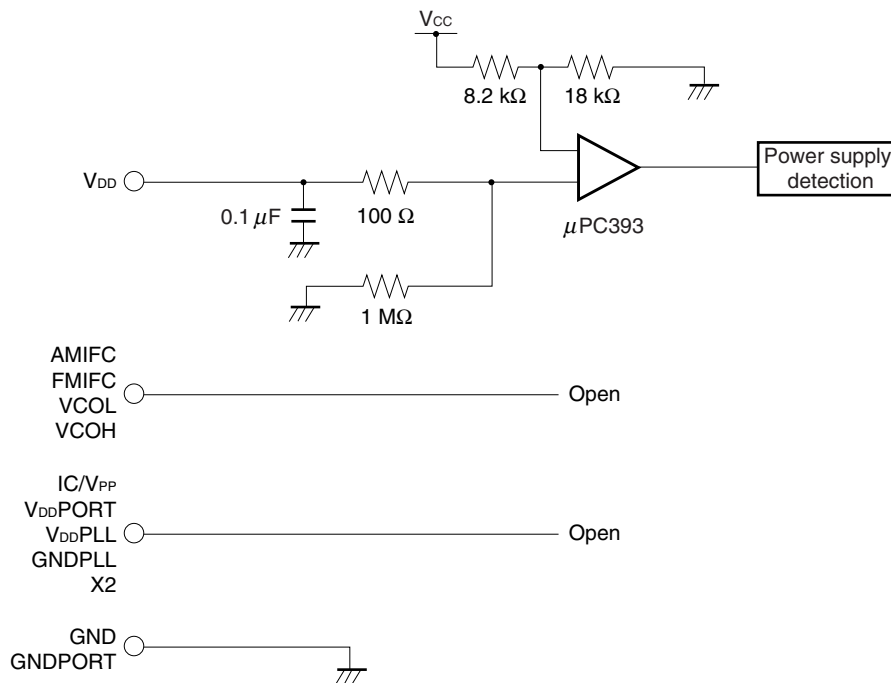 VCC
8.2 kΩ
18 kΩ
VDD
0.1 μF
100 Ω
μPC393
Power supply
detection
1 MΩ
AMIFC
FMIFC
VCOL
VCOH
Open
IC/VPP
VDDPORT
VDDPLL
GNDPLL
X2
Open
GND
GNDPORT